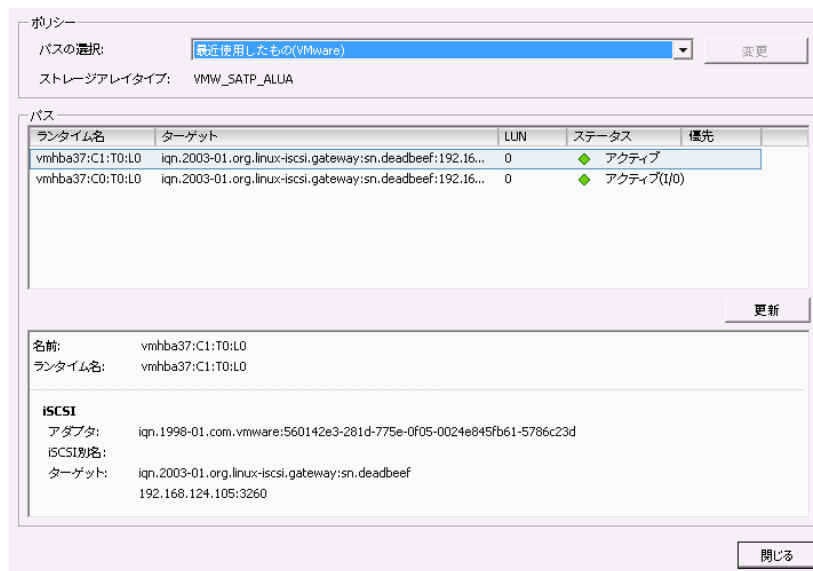 ポリシー
パスの選択: 最近使用したもの(VMware) 変更
ストレージアレイタイプ: VMW_SATP_ALUA
パス
ランタイム名 ターゲット LUN ステータス 優先
vmhba37:C1:T0:L0 iqn.2003-01.org.linux-iscsi.gateway:sn.deadbeef:192.16... 0 アクティブ
vmhba37:C0:T0:L0 iqn.2003-01.org.linux-iscsi.gateway:sn.deadbeef:192.16... 0 アクティブ(I/O)
更新
名前: vmhba37:C1:T0:L0
ランタイム名: vmhba37:C1:T0:L0
iSCSI
アダプタ: iqn.1998-01.com.vmware:560142e3-281d-775e-0f05-0024e845fb61-5786c23d
iSCSI別名:
ターゲット: iqn.2003-01.org.linux-iscsi.gateway:sn.deadbeef
192.168.124.105:3260
閉じる